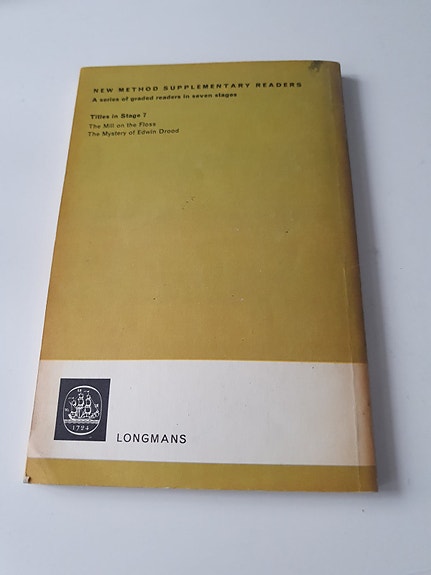 NEW METHOD SUPPLEMENTARY READERS
A series of graded readers in seven stages
Titles in Stage 7
The Mill on the Floss
The Mystery of Edwin Drood
1724
LONGMANS